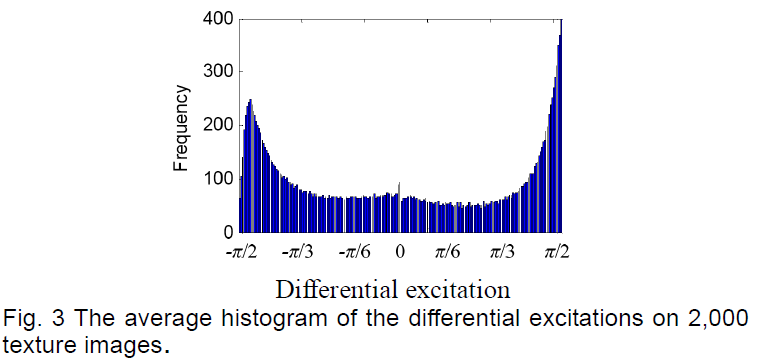 400
300
200
100
0
Frequency
-π/2 -π/3 -π/6 0 π/6 π/3 π/2
Differential excitation
Fig. 3 The average histogram of the differential excitations on 2,000
texture images.